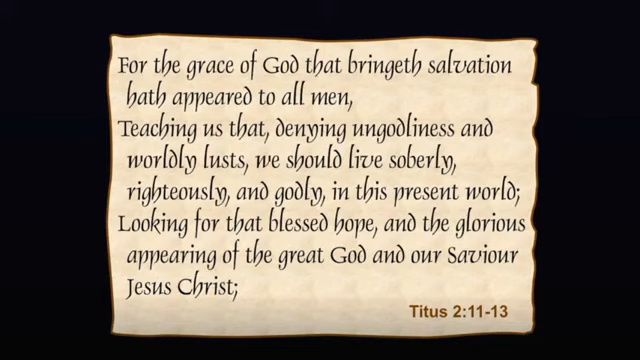 For the grace of God that bringeth salvation
hath appeared to all men,
Teaching us that, denying ungodliness and
worldly lusts, we should live soberly,
righteously, and godly, in this present world;
Looking for that blessed hope, and the glorious
appearing of the great God and our Saviour
Jesus Christ;
Titus 2:11-13